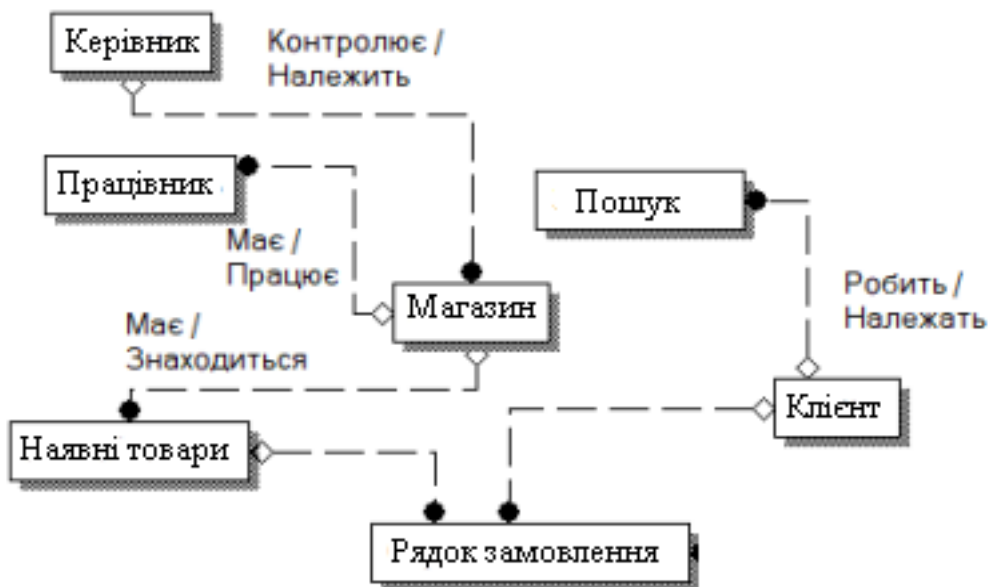 Керівник
Контролює /
Належить
Працівник
Пошук
Має /
Працює
Магазин
Робить /
Належать
Має /
Знаходиться
Клієнт
Наявні товари
Рядок замовлення